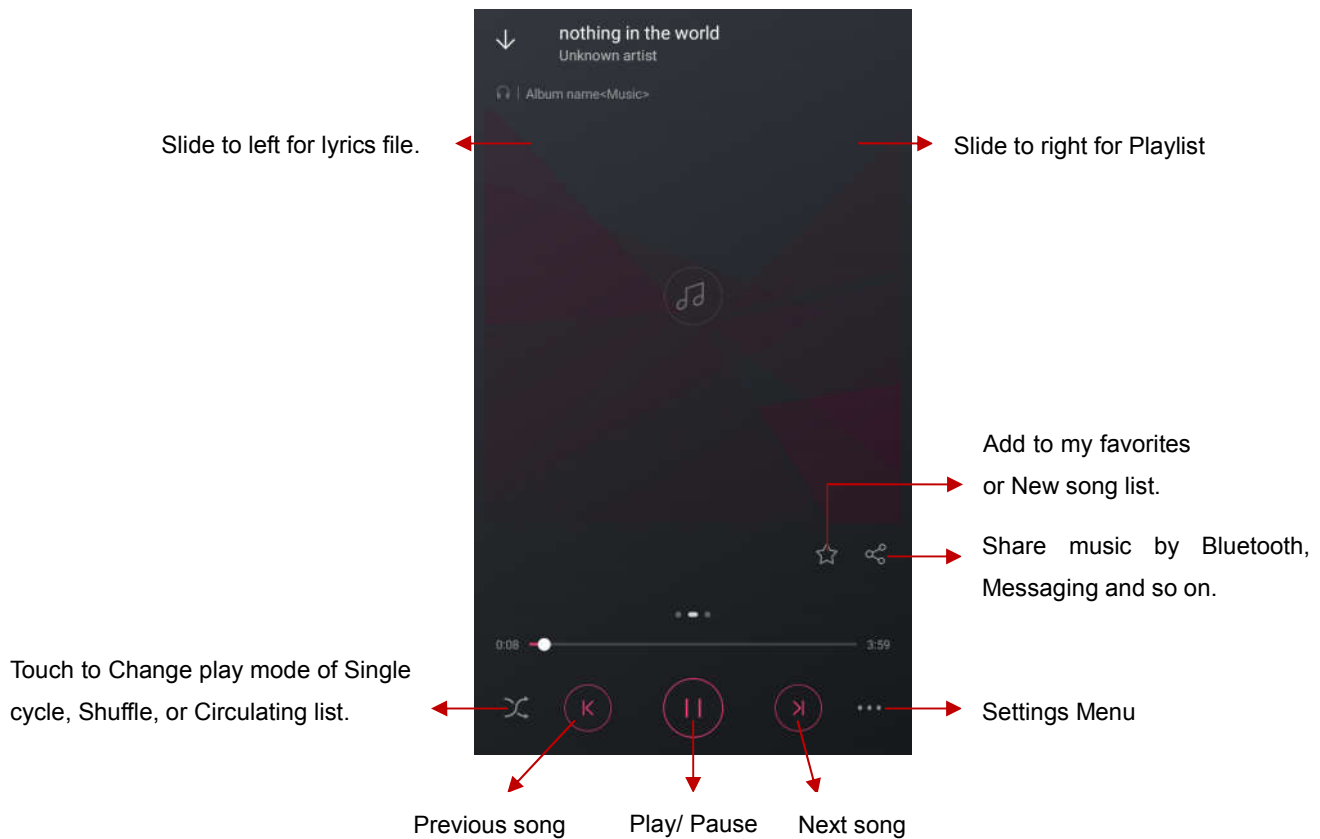 nothing in the world
Unknown artist
Album name<Music>
Slide to left for lyrics file.
Slide to right for Playlist
Add to my favorites
or New song list.
Share music by Bluetooth,
Messaging and so on.
0:08
3:59
Touch to Change play mode of Single
cycle, Shuffle, or Circulating list.
Settings Menu
Previous song
Play/ Pause
Next song